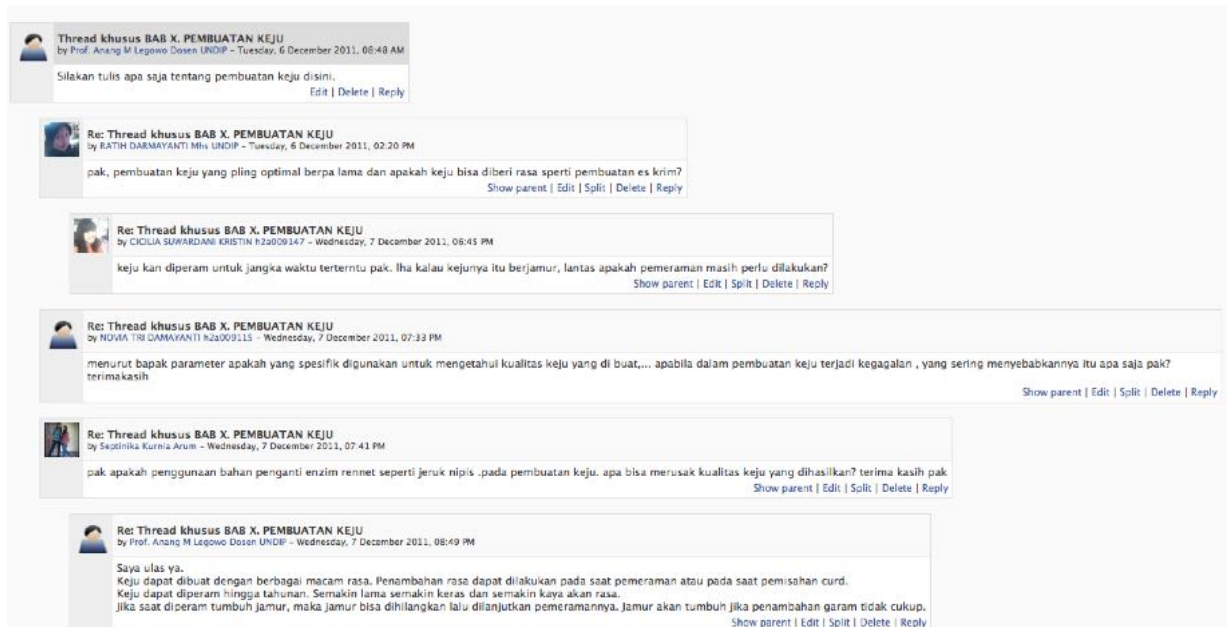 Thread khusus BAB X. PEMBUATAN KEJU
by Prof. Anang M Legowo Dosen UNDIP - Tuesday, 6 December 2011, 08:48 AM
Silakan tulis apa saja tentang pembuatan keju disini.
Edit | Delete | Reply
Re: Thread khusus BAB X. PEMBUATAN KEJU
by RATIH DARMAYANTI Mhs UNDIP - Tuesday, 6 December 2011, 02:20 PM
pak, pembuatan keju yang pling optimal berpa lama dan apakah keju bisa diberi rasa sperti pembuatan es krim?
Show parent | Edit | Split | Delete | Reply
Re: Thread khusus BAB X. PEMBUATAN KEJU
by CICILIA SUWARDANI KRISTIN h2a009147 - Wednesday, 7 December 2011, 06:45 PM
keju kan diperam untuk jangka waktu terterntu pak. lha kalau kejunya itu berjamur, lantas apakah pemeraman masih perlu dilakukan?
Show parent | Edit | Split | Delete | Reply
Re: Thread khusus BAB X. PEMBUATAN KEJU
by NOVIA TRI DAMAYANTI h2a009115 - Wednesday, 7 December 2011, 07:33 PM
menurut bapak parameter apakah yang spesifik digunakan untuk mengetahui kualitas keju yang di buat,... apabila dalam pembuatan keju terjadi kegagalan , yang sering menyebabkannya itu apa saja pak?
terimakasih
Show parent | Edit | Split | Delete | Reply
Re: Thread khusus BAB X. PEMBUATAN KEJU
by Septinika Kurnia Arum - Wednesday, 7 December 2011, 07:41 PM
pak apakah penggunaan bahan penganti enzim rennet seperti jeruk nipis .pada pembuatan keju. apa bisa merusak kualitas keju yang dihasilkan? terima kasih pak
Show parent | Edit | Split | Delete | Reply
Re: Thread khusus BAB X. PEMBUATAN KEJU
by Prof. Anang M Legowo Dosen UNDIP - Wednesday, 7 December 2011, 08:49 PM
Saya ulas ya.
Keju dapat dibuat dengan berbagai macam rasa. Penambahan rasa dapat dilakukan pada saat pemeraman atau pada saat pemisahan curd.
Keju dapat diperam hingga tahunan. Semakin lama semakin keras dan semakin kaya akan rasa.
Jika saat diperam tumbuh jamur, maka jamur bisa dihilangkan lalu dilanjutkan pemeramannya. Jamur akan tumbuh jika penambahan garam tidak cukup.
Show parent | Edit | Split | Delete | Reply